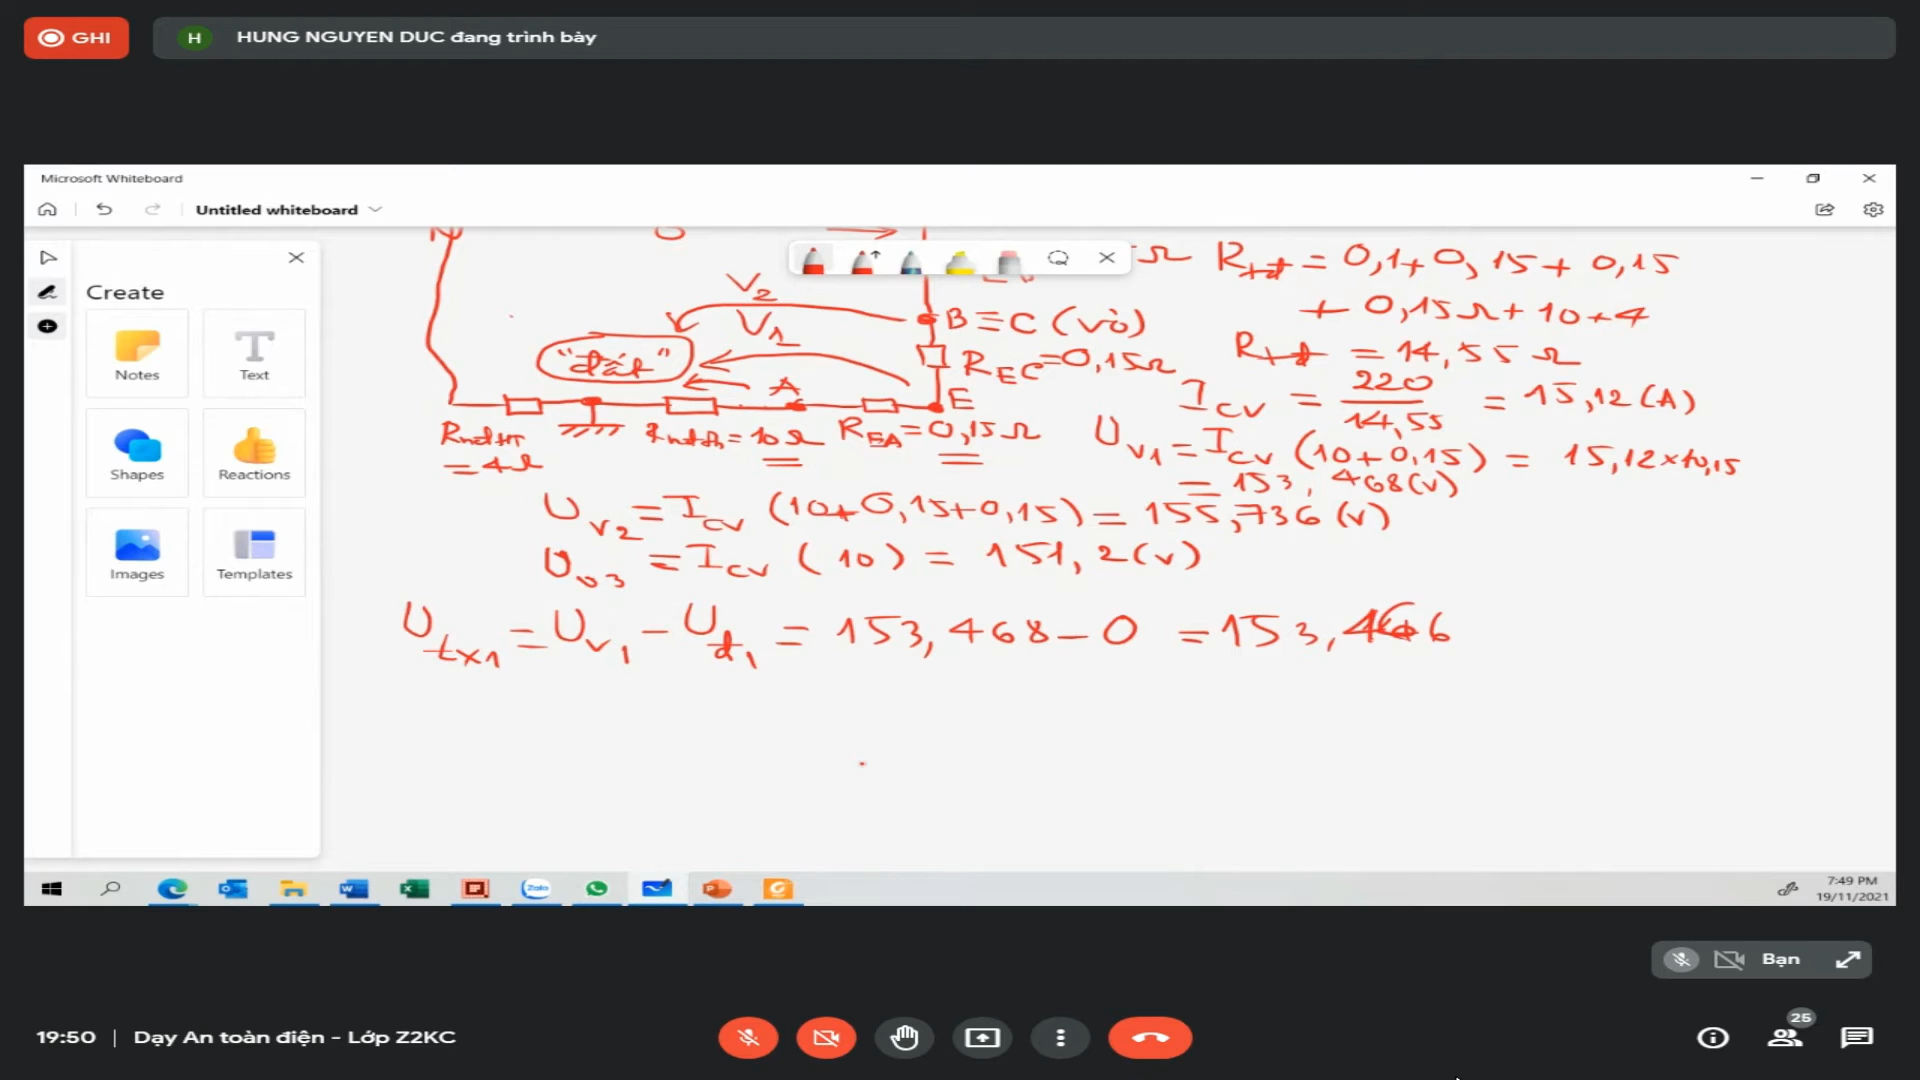 GHI
H HUNG NGUYEN DUC đang trình bày
Microsoft Whiteboard
Untitled whiteboard
Create
Notes
Text
Shapes
Reactions
Images
Templates
V2
V1
"đất"
A
B ≡ C (vỏ)
REC = 0,15Ω
E
RnđHT = 4Ω
Rnđtb = 10Ω
REA = 0,15Ω
Ω Rtđ = 0,1 + 0,15 + 0,15
+ 0,15Ω + 10 + 4
Rtđ = 14,55 Ω
ICV = 220 / 14,55 = 15,12 (A)
Uv1 = ICV (10 + 0,15) = 15,12 × 10,15
= 153,468 (V)
Uv2 = ICV (10 + 0,15 + 0,15) = 155,736 (V)
Uv3 = ICV (10) = 151,2 (V)
Utx1 = Uv1 - Uđ1 = 153,468 - 0 = 153,4
7:49 PM
19/11/2021
Bạn
19:50 | Dạy An toàn điện - Lớp Z2KC
25